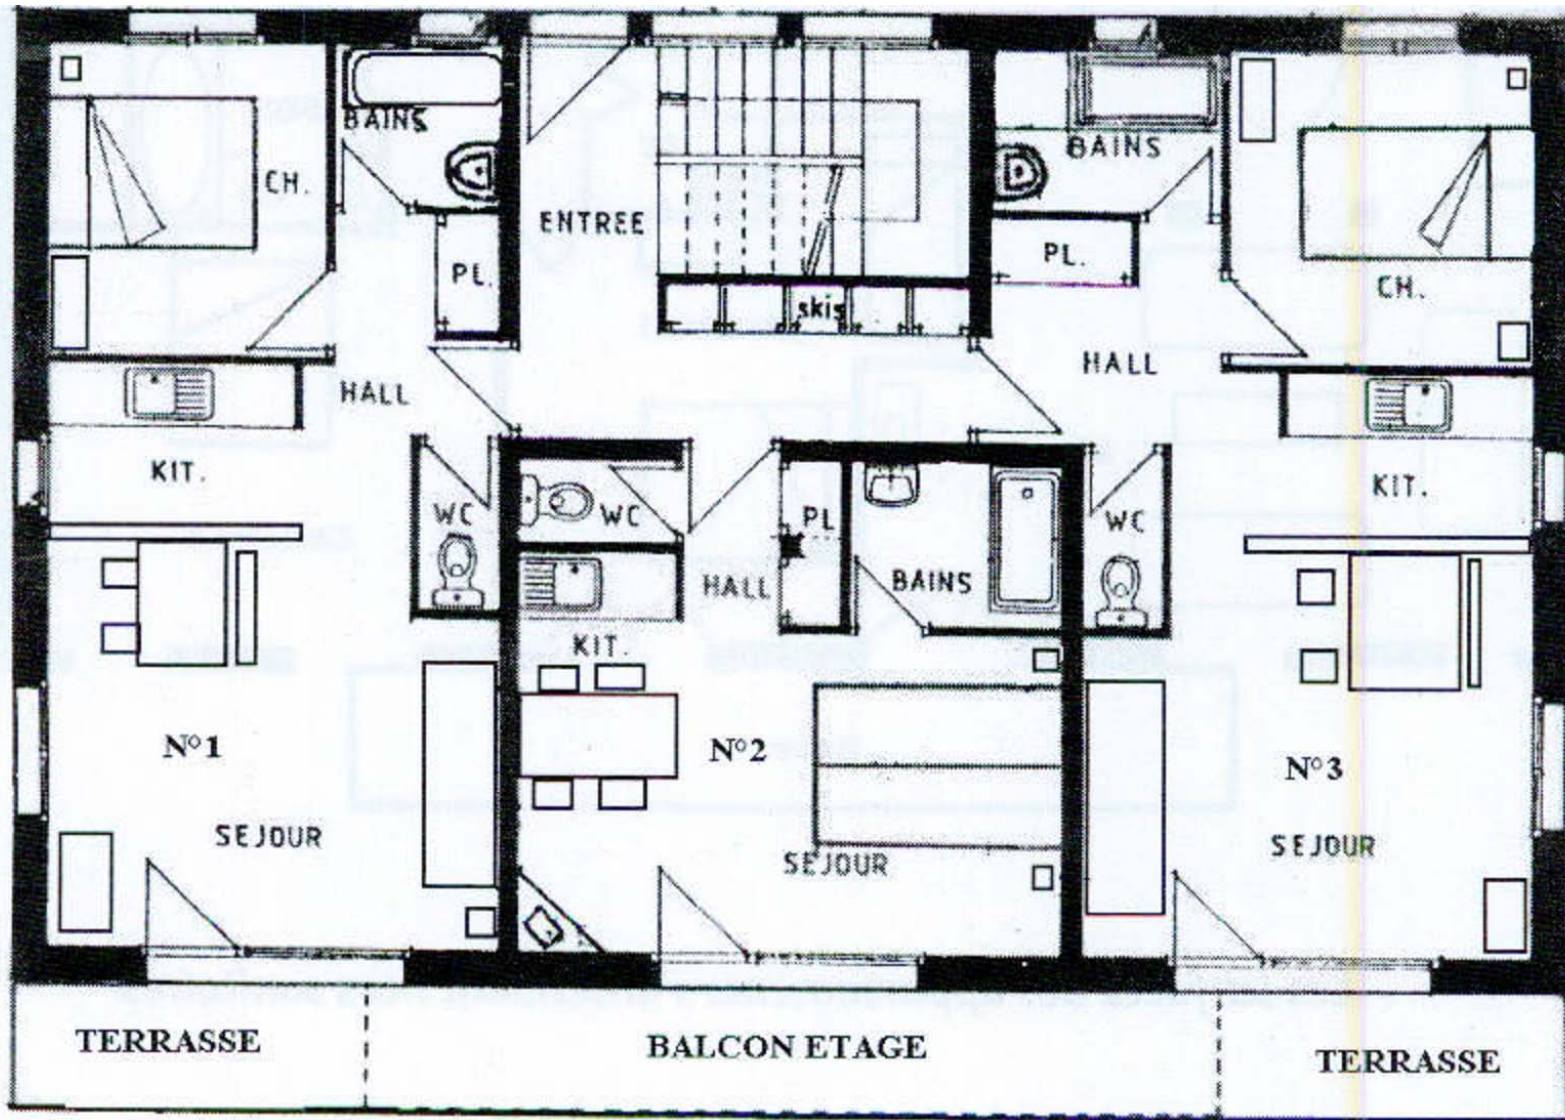 BAINS
CH.
ENTREE
BAINS
PL.
PL.
CH.
skis
HALL
HALL
KIT.
KIT.
WC
WC
PL
WC
HALL
BAINS
KIT.
N°1
N°2
N°3
SEJOUR
SEJOUR
SEJOUR
TERRASSE
BALCON ETAGE
TERRASSE